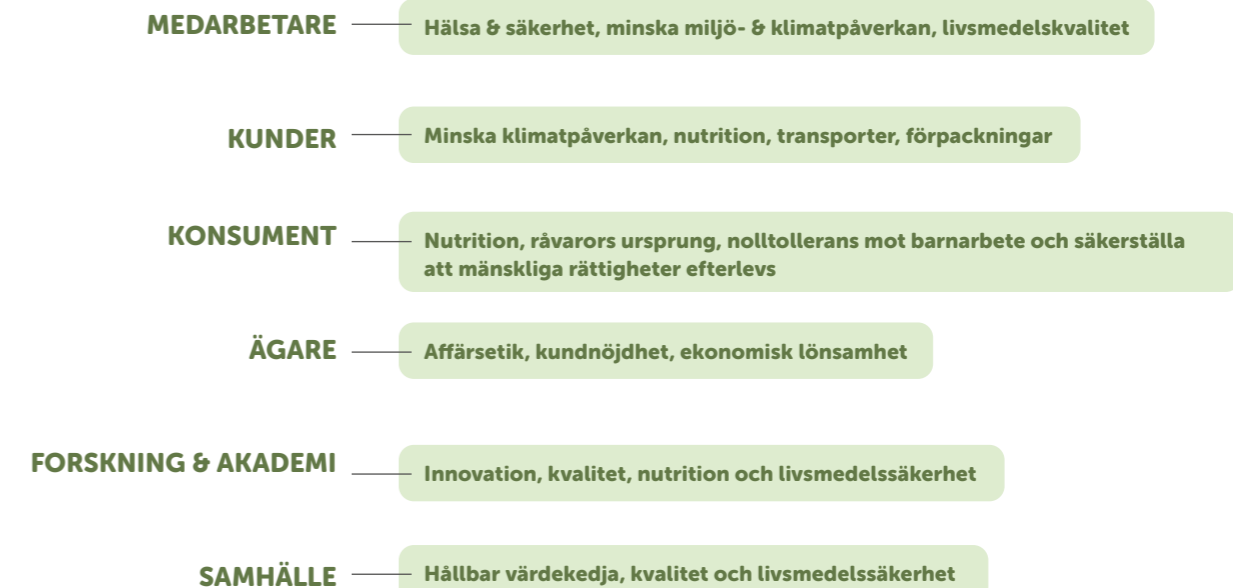 MEDARBETARE
Hälsa & säkerhet, minska miljö- & klimatpåverkan, livsmedelskvalitet
KUNDER
Minska klimatpåverkan, nutrition, transporter, förpackningar
KONSUMENT
Nutrition, råvarors ursprung, nolltollerans mot barnarbete och säkerställa
att mänskliga rättigheter efterlevs
ÄGARE
Affärsetik, kundnöjdhet, ekonomisk lönsamhet
FORSKNING & AKADEMI
Innovation, kvalitet, nutrition och livsmedelssäkerhet
SAMHÄLLE
Hållbar värdekedja, kvalitet och livsmedelssäkerhet